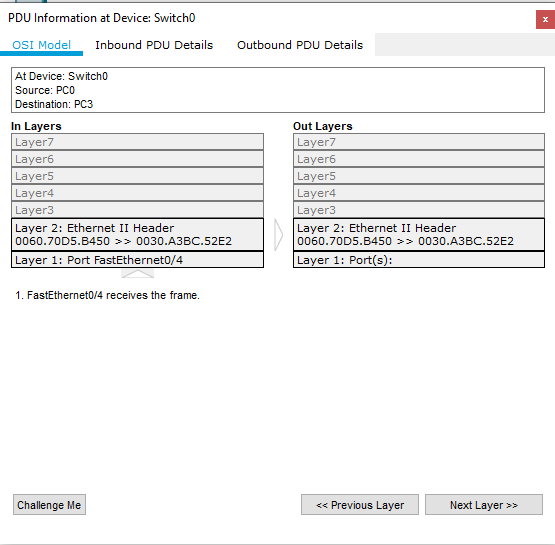 PDU Information at Device: Switch0
x
OSI Model Inbound PDU Details Outbound PDU Details
At Device: Switch0
Source: PC0
Destination: PC3
In Layers
Layer7
Layer6
Layer5
Layer4
Layer3
Layer 2: Ethernet II Header
0060.70D5.B450 >> 0030.A3BC.52E2
Layer 1: Port FastEthernet0/4
Out Layers
Layer7
Layer6
Layer5
Layer4
Layer3
Layer 2: Ethernet II Header
0060.70D5.B450 >> 0030.A3BC.52E2
Layer 1: Port(s):
1. FastEthernet0/4 receives the frame.
Challenge Me
<< Previous Layer
Next Layer >>